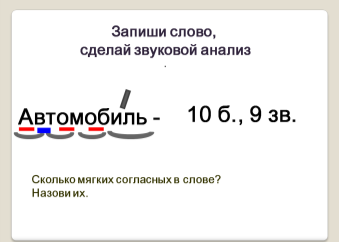 Запиши слово,
сделай звуковой анализ
.
Автомобиль - 10 б., 9 зв.
Сколько мягких согласных в слове?
Назови их.